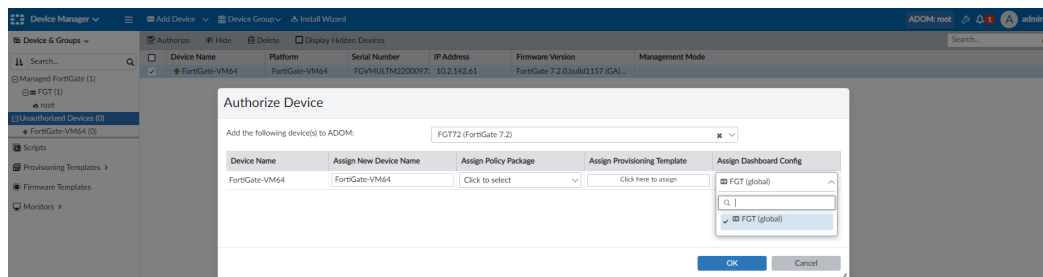 Device Manager
Add Device
Device Group
Install Wizard
ADOM: root
1
A
admin
Device & Groups
Authorize
Hide
Delete
Display Hidden Devices
Search...
Search...
Device Name
Platform
Serial Number
IP Address
Firmware Version
Management Mode
FortiGate-VM64
FortiGate-VM64
FGVMULTM2200097
10.2.142.61
FortiGate 7.2.0,build1157 (GA)...
Managed FortiGate (1)
FGT (1)
root
Unauthorized Devices (0)
FortiGate-VM64 (0)
Scripts
Provisioning Templates
Firmware Templates
Monitors
Authorize Device
Add the following device(s) to ADOM:
FGT72 (FortiGate 7.2)
Device Name
Assign New Device Name
Assign Policy Package
Assign Provisioning Template
Assign Dashboard Config
FortiGate-VM64
FortiGate-VM64
Click to select
Click here to assign
FGT (global)
FGT (global)
OK
Cancel